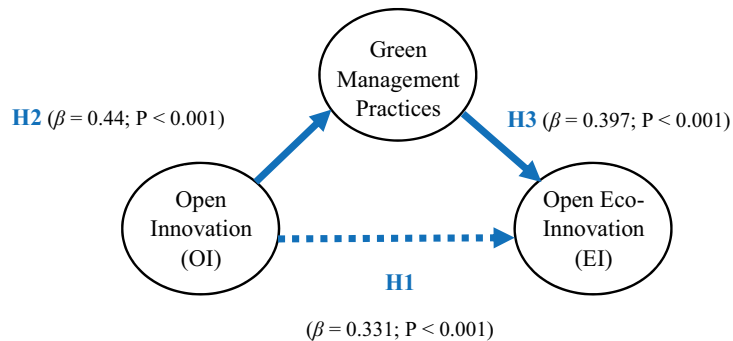 Green
Management
Practices
H2 (β = 0.44; P < 0.001)
H3 (β = 0.397; P < 0.001)
Open
Innovation
(OI)
Open Eco-
Innovation
(EI)
H1
(β = 0.331; P < 0.001)